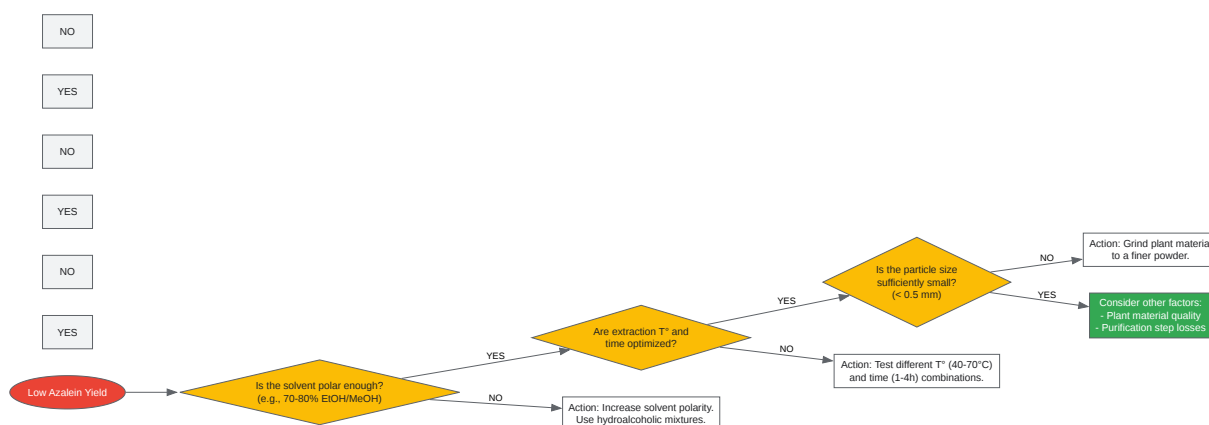 NO
YES
NO
YES
NO
YES
Low Azalein Yield
Is the solvent polar enough?
(e.g., 70-80% EtOH/MeOH)
YES
NO
Action: Increase solvent polarity.
Use hydroalcoholic mixtures.
Are extraction T° and
time optimized?
YES
NO
Action: Test different T° (40-70°C)
and time (1-4h) combinations.
Is the particle size
sufficiently small?
(< 0.5 mm)
NO
YES
Action: Grind plant materia
to a finer powder.
Consider other factors:
- Plant material quality
- Purification step losses